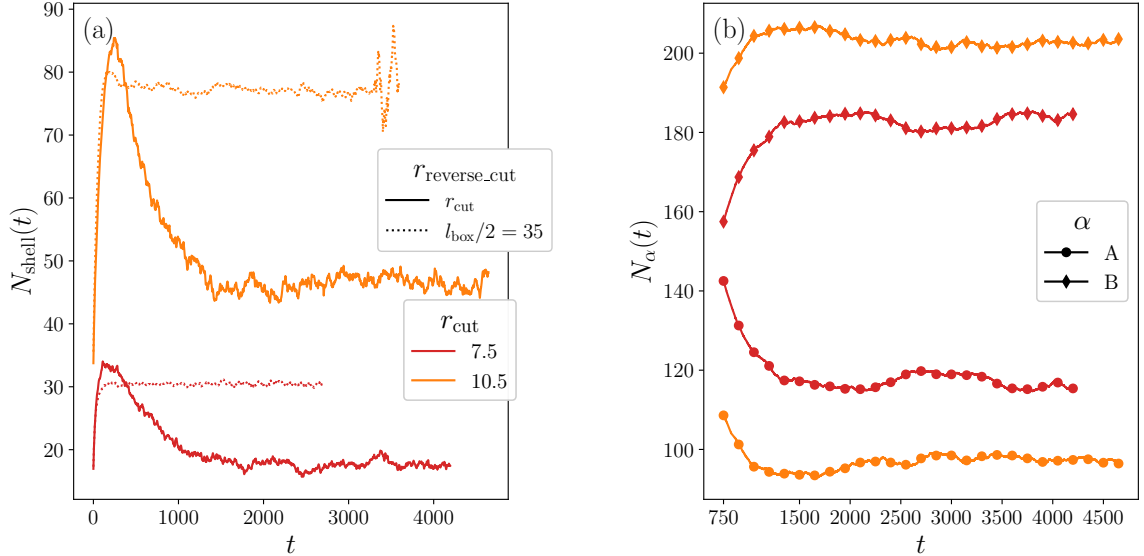 (a)
90
80
70
60
50
40
30
20
N_shell(t)
0 1000 2000 3000 4000
t
r_reverse_cut
r_cut
l_box/2 = 35
r_cut
7.5
10.5
(b)
200
180
160
140
120
100
N_α(t)
750 1500 2000 2500 3000 3500 4000 4500
t
α
A
B